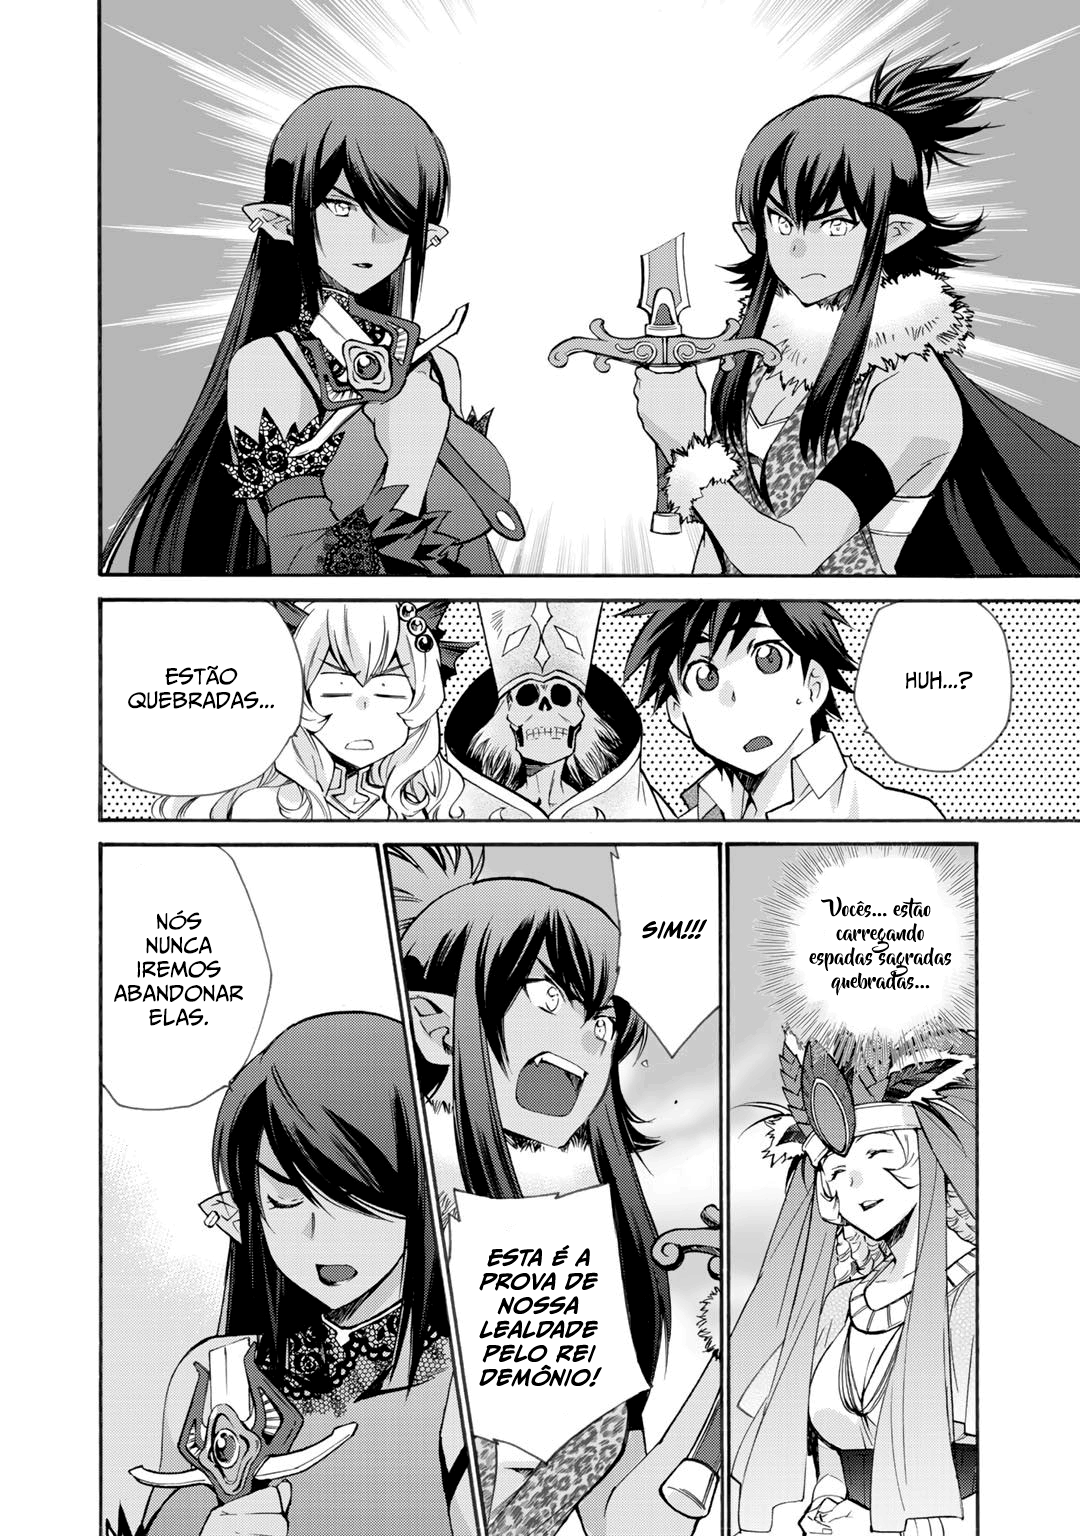 HUH...?
ESTÃO
QUEBRADAS...
Vocês... estão
carregando
espadas sagradas
quebradas...
SIM!!!
ESTA É A
PROVA DE
NOSSA
LEALDADE
PELO REI
DEMÔNIO!
NÓS
NUNCA
IREMOS
ABANDONAR
ELAS.